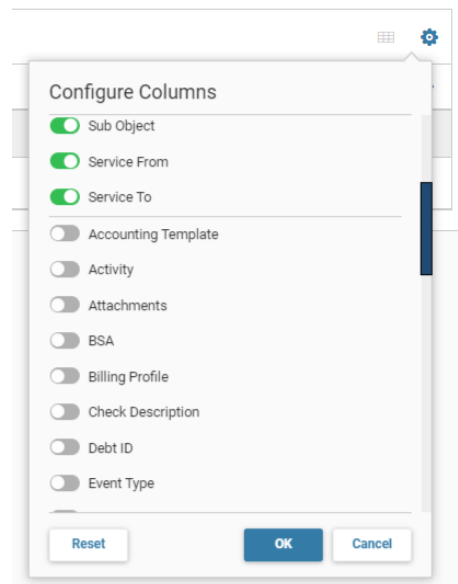 Configure Columns
Sub Object
Service From
Service To
Accounting Template
Activity
Attachments
BSA
Billing Profile
Check Description
Debt ID
Event Type
Reset
OK
Cancel